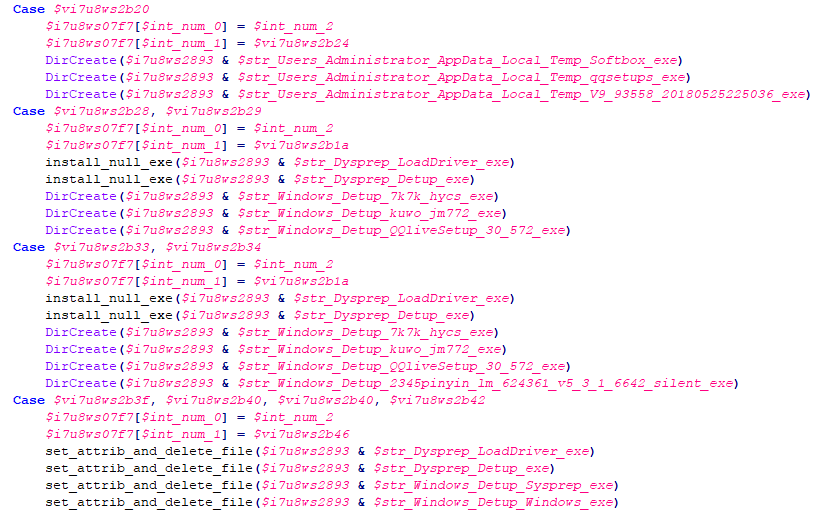 Case $vi7u8ws2b20
$i7u8ws07f7[$int_num_0] = $int_num_2
$i7u8ws07f7[$int_num_1] = $vi7u8ws2b24
DirCreate($i7u8ws2893 & $str_Users_Administrator_AppData_Local_Temp_Softbox_exe)
DirCreate($i7u8ws2893 & $str_Users_Administrator_AppData_Local_Temp_qqsetups_exe)
DirCreate($i7u8ws2893 & $str_Users_Administrator_AppData_Local_Temp_V9_93558_20180525225036_exe)
Case $vi7u8ws2b28, $vi7u8ws2b29
$i7u8ws07f7[$int_num_0] = $int_num_2
$i7u8ws07f7[$int_num_1] = $vi7u8ws2b1a
install_null_exe($i7u8ws2893 & $str_Dysprep_LoadDriver_exe)
install_null_exe($i7u8ws2893 & $str_Dysprep_Detup_exe)
DirCreate($i7u8ws2893 & $str_Windows_Detup_7k7k_hycs_exe)
DirCreate($i7u8ws2893 & $str_Windows_Detup_kuwo_jm772_exe)
DirCreate($i7u8ws2893 & $str_Windows_Detup_QQliveSetup_30_572_exe)
Case $vi7u8ws2b33, $vi7u8ws2b34
$i7u8ws07f7[$int_num_0] = $int_num_2
$i7u8ws07f7[$int_num_1] = $vi7u8ws2b1a
install_null_exe($i7u8ws2893 & $str_Dysprep_LoadDriver_exe)
install_null_exe($i7u8ws2893 & $str_Dysprep_Detup_exe)
DirCreate($i7u8ws2893 & $str_Windows_Detup_7k7k_hycs_exe)
DirCreate($i7u8ws2893 & $str_Windows_Detup_kuwo_jm772_exe)
DirCreate($i7u8ws2893 & $str_Windows_Detup_QQliveSetup_30_572_exe)
DirCreate($i7u8ws2893 & $str_Windows_Detup_2345pinyin_lm_624361_v5_3_1_6642_silent_exe)
Case $vi7u8ws2b3f, $vi7u8ws2b40, $vi7u8ws2b40, $vi7u8ws2b42
$i7u8ws07f7[$int_num_0] = $int_num_2
$i7u8ws07f7[$int_num_1] = $vi7u8ws2b46
set_attrib_and_delete_file($i7u8ws2893 & $str_Dysprep_LoadDriver_exe)
set_attrib_and_delete_file($i7u8ws2893 & $str_Dysprep_Detup_exe)
set_attrib_and_delete_file($i7u8ws2893 & $str_Windows_Detup_Sysprep_exe)
set_attrib_and_delete_file($i7u8ws2893 & $str_Windows_Detup_Windows_exe)